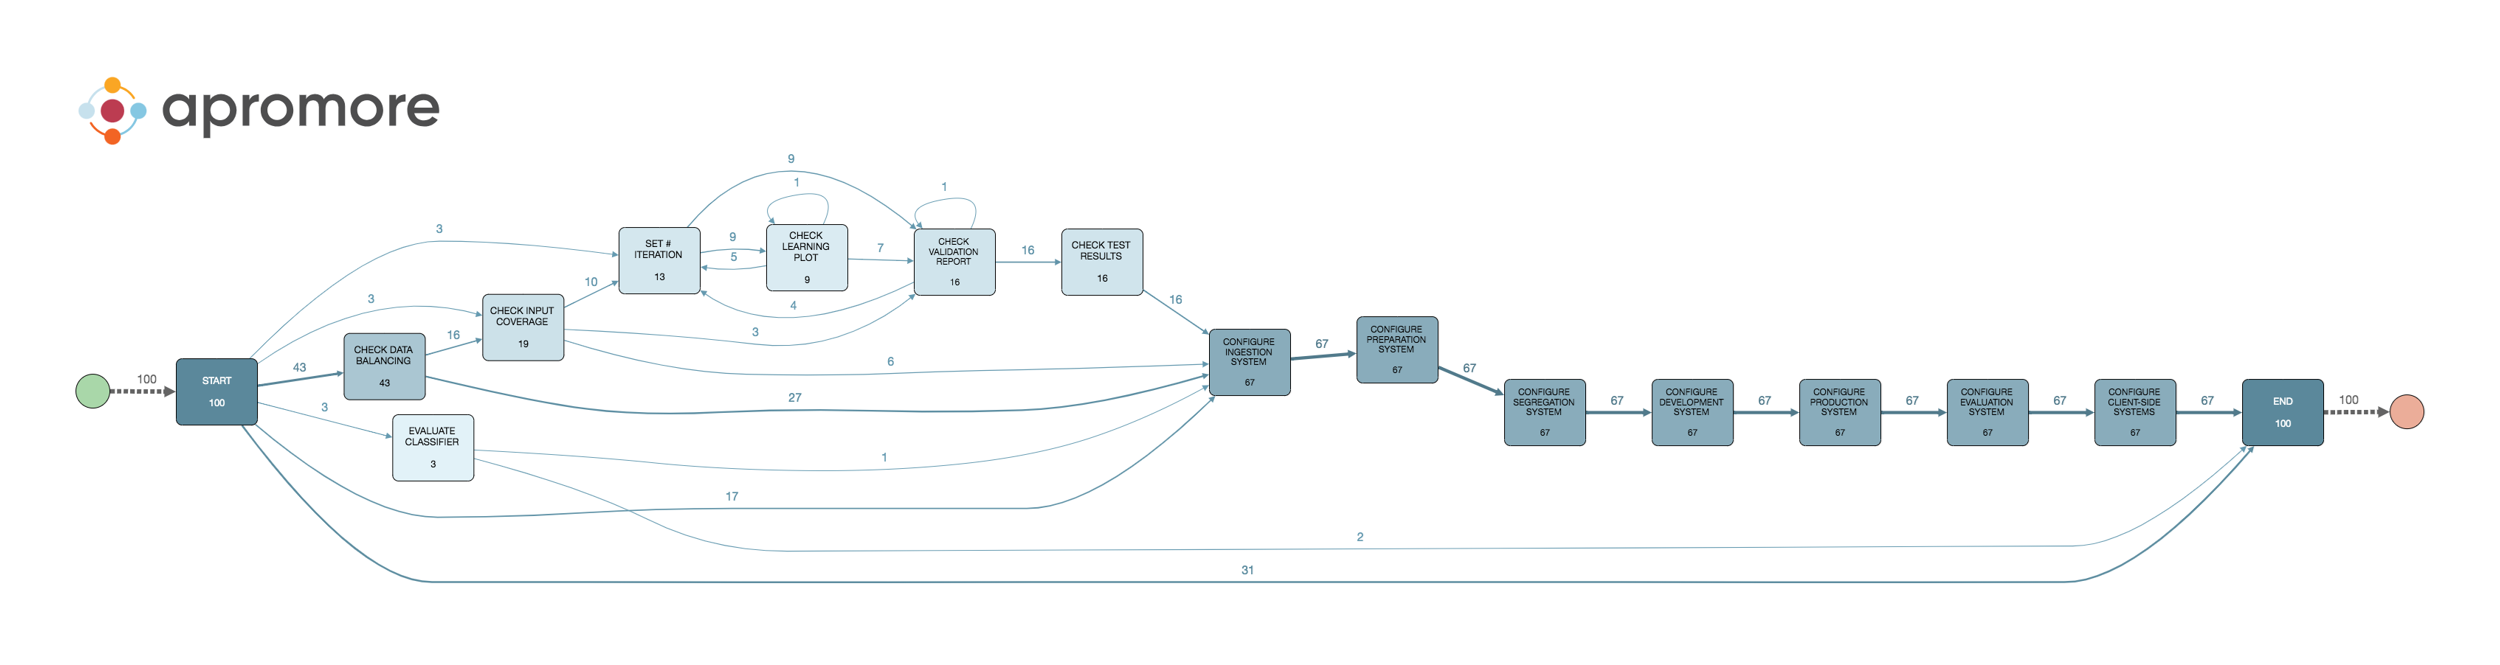 apromore
9
1
1
3
SET #
ITERATION
13
9
5
CHECK
LEARNING
PLOT
9
7
CHECK
VALIDATION
REPORT
16
16
CHECK TEST
RESULTS
16
10
4
3
16
3
CHECK INPUT
COVERAGE
19
16
6
CHECK DATA
BALANCING
43
43
27
100
START
100
3
EVALUATE
CLASSIFIER
3
1
17
2
31
CONFIGURE
INGESTION
SYSTEM
67
67
CONFIGURE
PREPARATION
SYSTEM
67
67
CONFIGURE
SEGREGATION
SYSTEM
67
67
CONFIGURE
DEVELOPMENT
SYSTEM
67
67
CONFIGURE
PRODUCTION
SYSTEM
67
67
CONFIGURE
EVALUATION
SYSTEM
67
67
CONFIGURE
CLIENT-SIDE
SYSTEMS
67
67
END
100
100